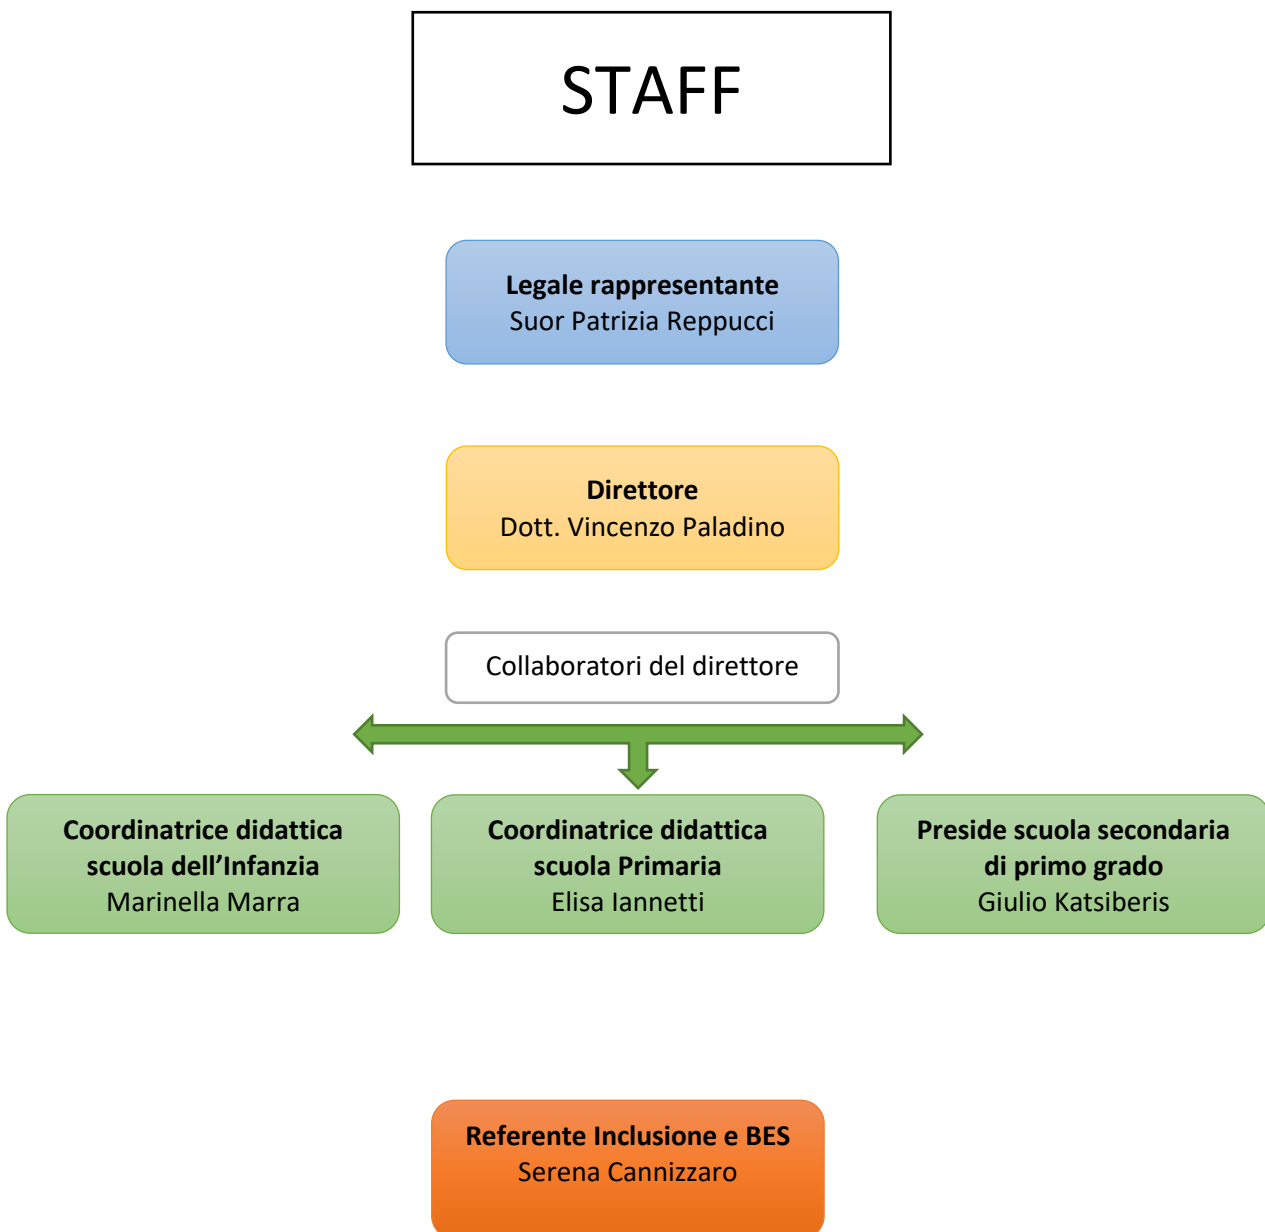 STAFF
Legale rappresentante
Suor Patrizia Reppucci
Direttore
Dott. Vincenzo Paladino
Collaboratori del direttore
Coordinatrice didattica
scuola dell’Infanzia
Marinella Marra
Coordinatrice didattica
scuola Primaria
Elisa Iannetti
Preside scuola secondaria
di primo grado
Giulio Katsiberis
Referente Inclusione e BES
Serena Cannizzaro